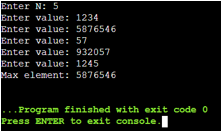 Enter N: 5
Enter value: 1234
Enter value: 5876546
Enter value: 57
Enter value: 932057
Enter value: 1245
Max element: 5876546
...Program finished with exit code 0
Press ENTER to exit console.